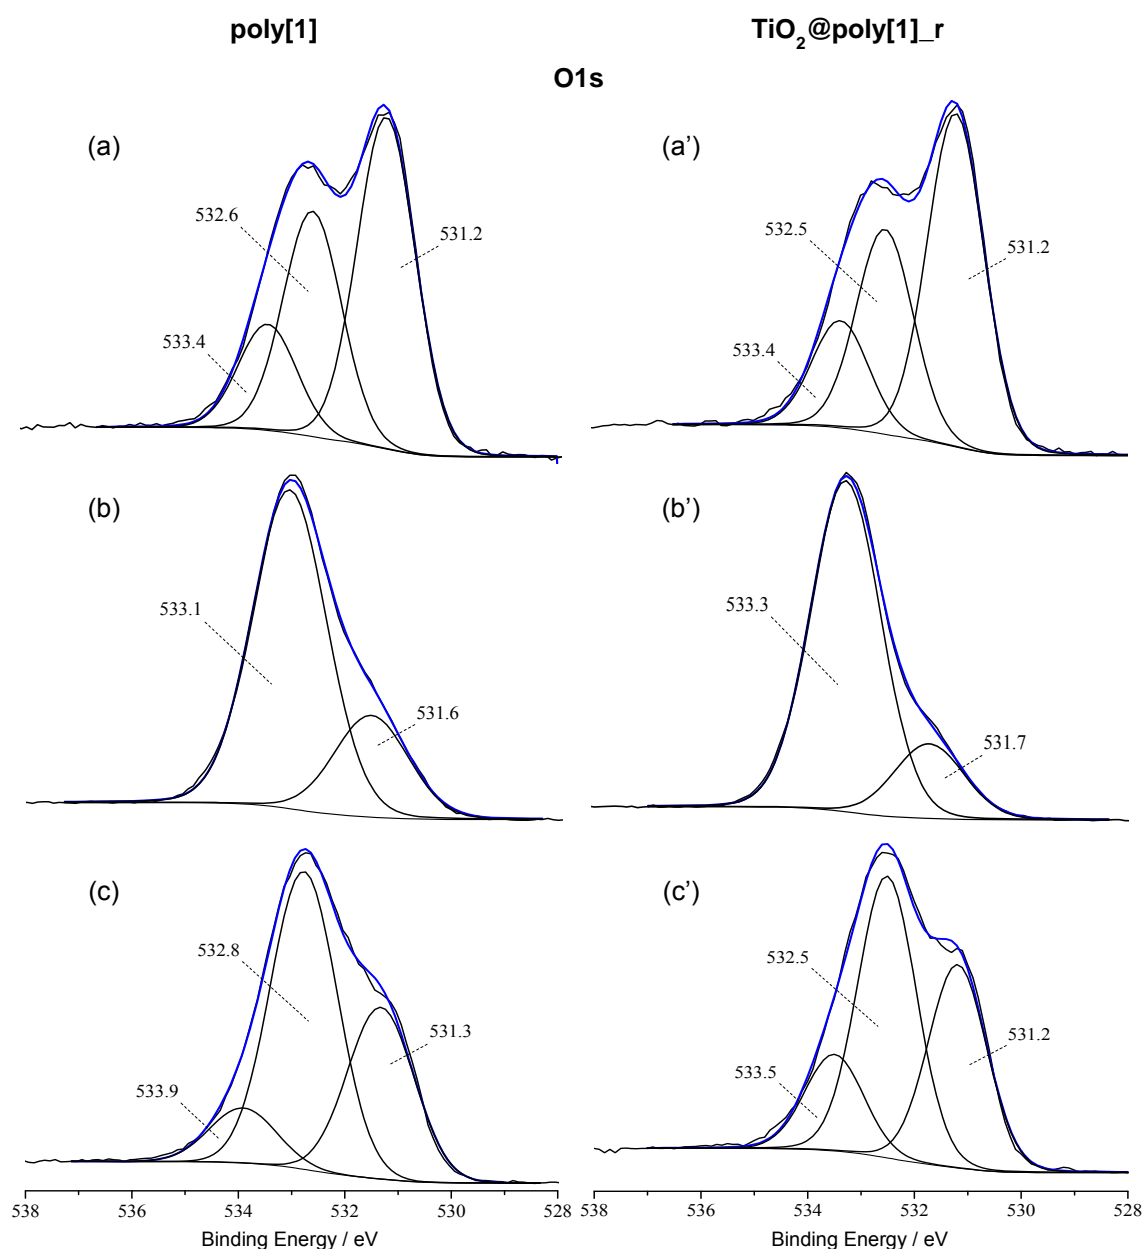 poly[1]
TiO2@poly[1]_r
O1s
(a)
532.6
533.4
531.2
(a')
532.5
533.4
531.2
(b)
533.1
531.6
(b')
533.3
531.7
(c)
532.8
533.9
531.3
(c')
532.5
533.5
531.2
538 536 534 532 530 528
538 536 534 532 530 528
Binding Energy / eV
Binding Energy / eV